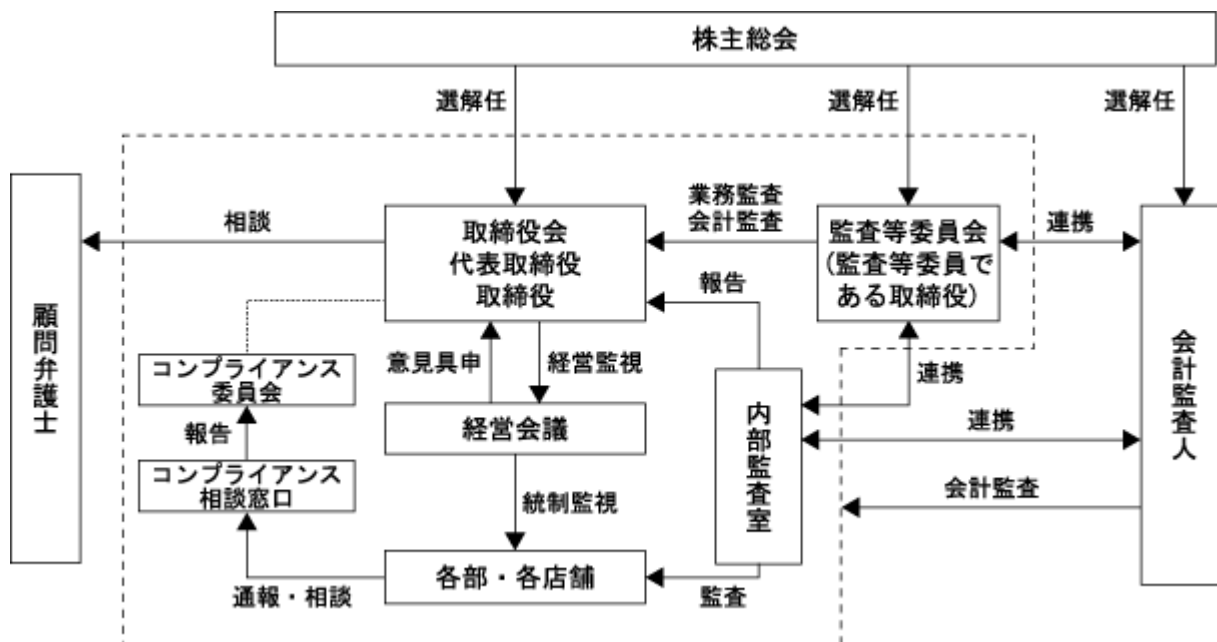 株主総会
選解任
選解任
選解任
顧問弁護士
相談
取締役会
代表取締役
取締役
業務監査
会計監査
監査等委員会
(監査等委員で
ある取締役)
連携
会計監査人
報告
コンプライアンス
委員会
意見具申
経営監視
連携
経営会議
内部監査室
連携
報告
コンプライアンス
相談窓口
統制監視
会計監査
各部・各店舗
通報・相談
監査